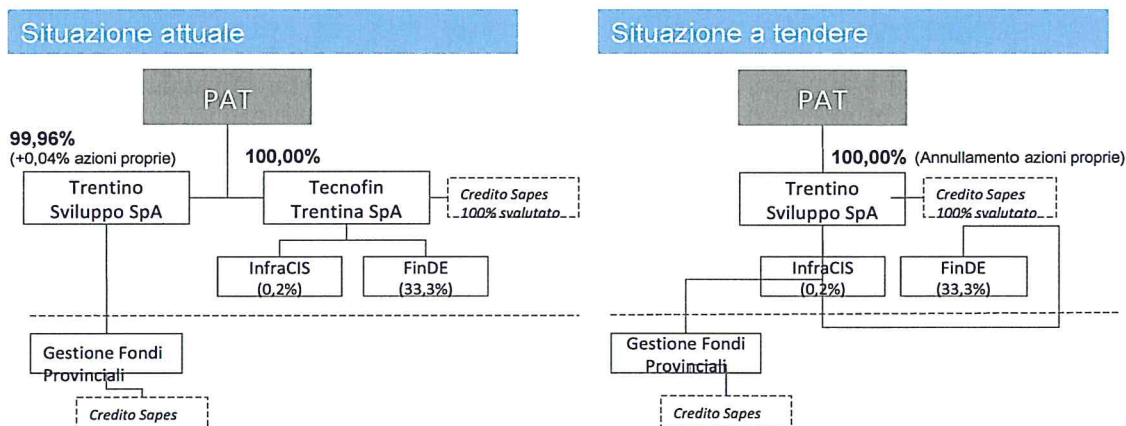 Situazione attuale
PAT
99,96%
(+0,04% azioni proprie)
100,00%
Trentino
Sviluppo SpA
Tecnofin
Trentina SpA
Credito Sapes
100% svalutato
InfraCIS
(0,2%)
FinDE
(33,3%)
Gestione Fondi
Provinciali
Credito Sapes
Situazione a tendere
PAT
100,00% (Annullamento azioni proprie)
Trentino
Sviluppo SpA
Credito Sapes
100% svalutato
InfraCIS
(0,2%)
FinDE
(33,3%)
Gestione Fondi
Provinciali
Credito Sapes